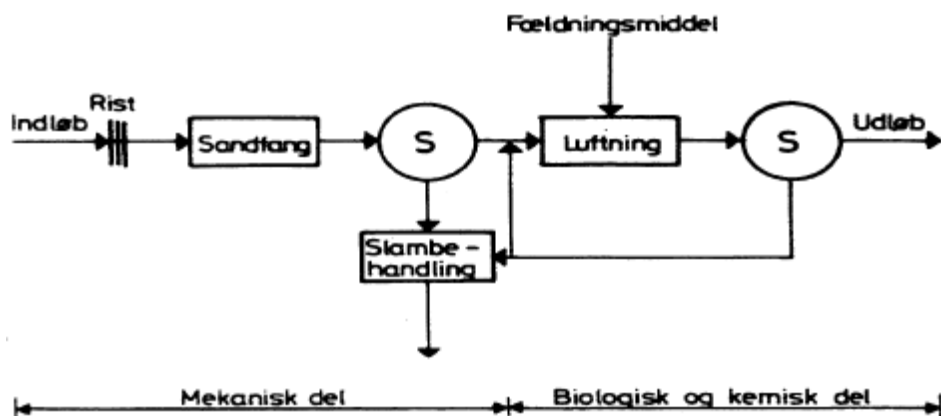 Fældningsmiddel
Rist
Indløb
Sandfang
S
Luftning
S
Udløb
Slambe-
handling
Mekanisk del
Biologisk og kemisk del